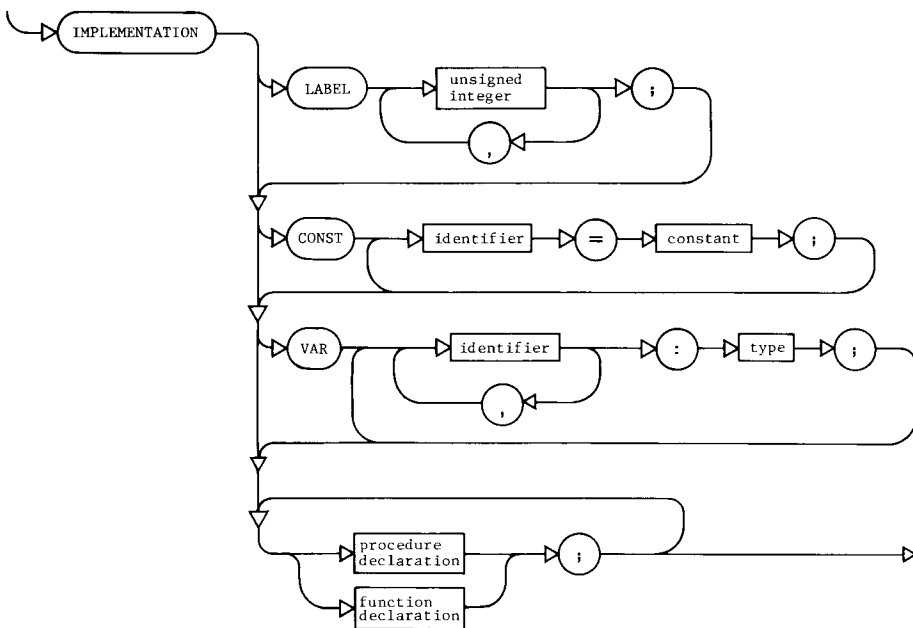 IMPLEMENTATION
LABEL
unsigned
integer
;
,
CONST
identifier
=
constant
;
VAR
identifier
:
type
;
,
procedure
declaration
;
function
declaration